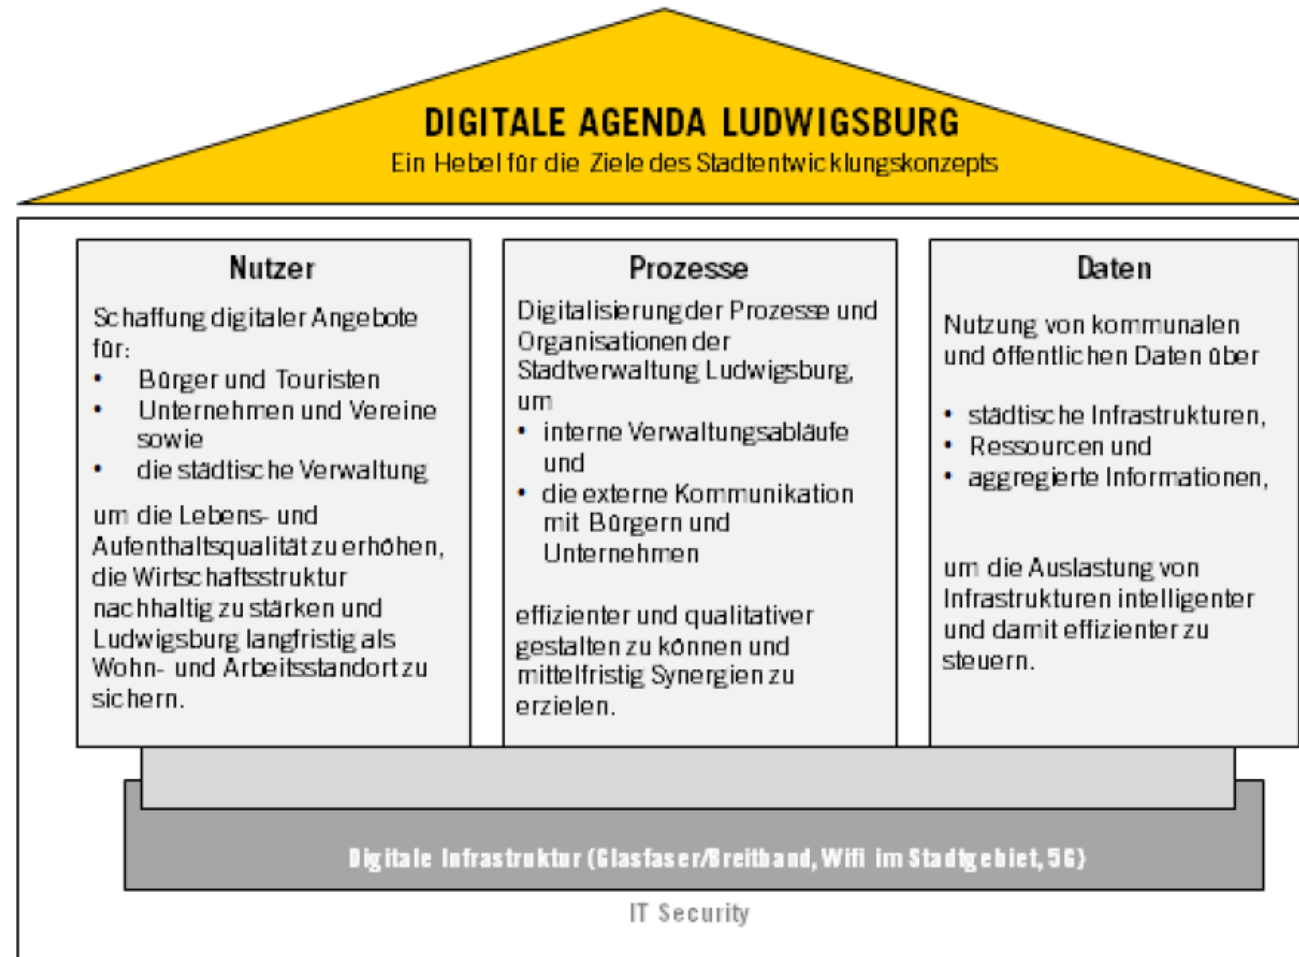 DIGITALE AGENDA LUDWIGSBURG
Ein Hebel für die Ziele des Stadtentwicklungskonzepts
Nutzer
Schaffung digitaler Angebote
für:
• Bürger und Touristen
• Unternehmen und Vereine
sowie
• die städtische Verwaltung
um die Lebens- und
Aufenthaltsqualität zu erhöhen,
die Wirtschaftsstruktur
nachhaltig zu stärken und
Ludwigsburg langfristig als
Wohn- und Arbeitsstandort zu
sichern.
Prozesse
Digitalisierung der Prozesse und
Organisationen der
Stadtverwaltung Ludwigsburg,
um
• interne Verwaltungsabläufe
und
• die externe Kommunikation
mit Bürgern und
Unternehmen
effizienter und qualitativer
gestalten zu können und
mittelfristig Synergien zu
erzielen.
Daten
Nutzung von kommunalen
und öffentlichen Daten über
• städtische Infrastrukturen,
• Ressourcen und
• aggregierte Informationen,
um die Auslastung von
Infrastrukturen intelligenter
und damit effizienter zu
steuern.
Digitale Infrastruktur (Glasfaser/Breitband, Wifi im Stadtgebiet, 5G)
IT Security